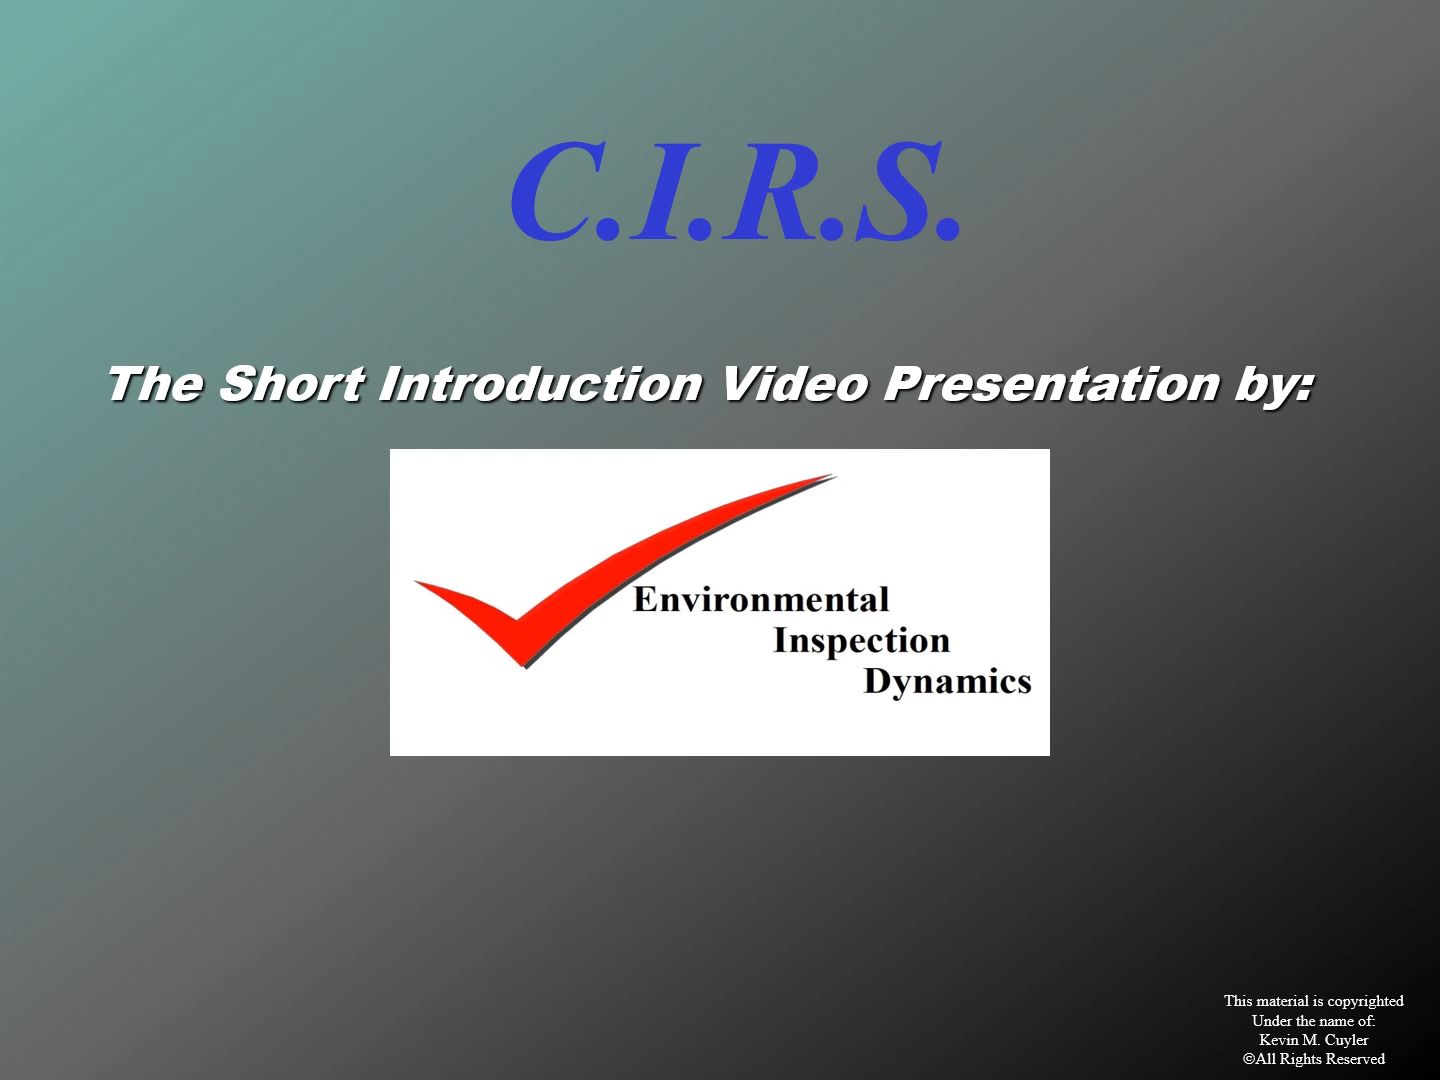 C.I.R.S.
The Short Introduction Video Presentation by:
Environmental
Inspection
Dynamics
This material is copyrighted
Under the name of:
Kevin M. Cuyler
©All Rights Reserved